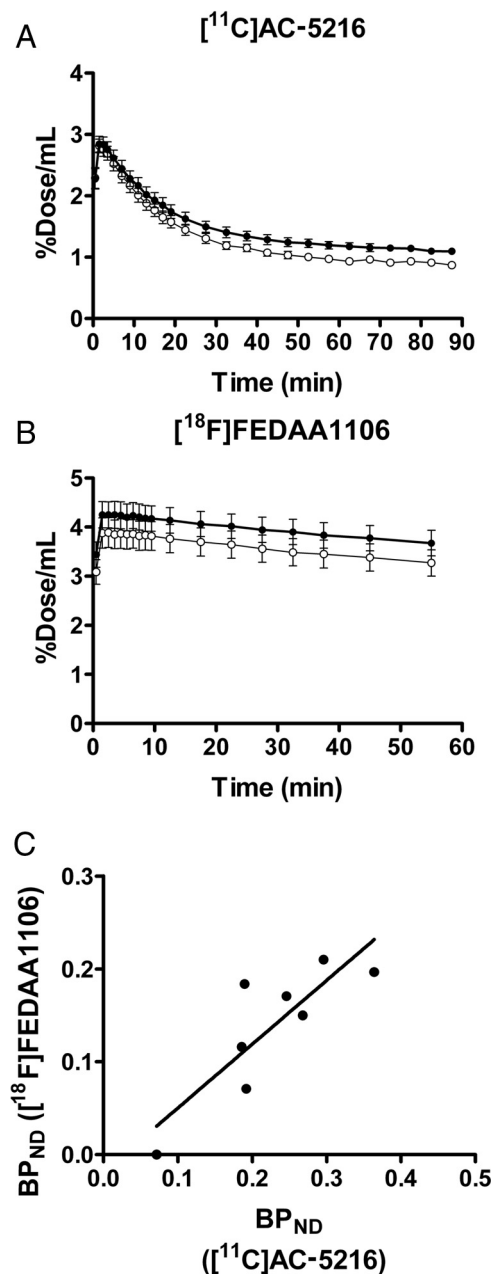 A
[¹¹C]AC-5216
%Dose/mL
4
3
2
1
0
0 10 20 30 40 50 60 70 80 90
Time (min)
B
[¹⁸F]FEDAA1106
%Dose/mL
5
4
3
2
1
0
0 10 20 30 40 50 60
Time (min)
C
BP_ND ([¹⁸F]FEDAA1106)
0.3
0.2
0.1
0.0
0.0 0.1 0.2 0.3 0.4 0.5
BP_ND
([¹¹C]AC-5216)